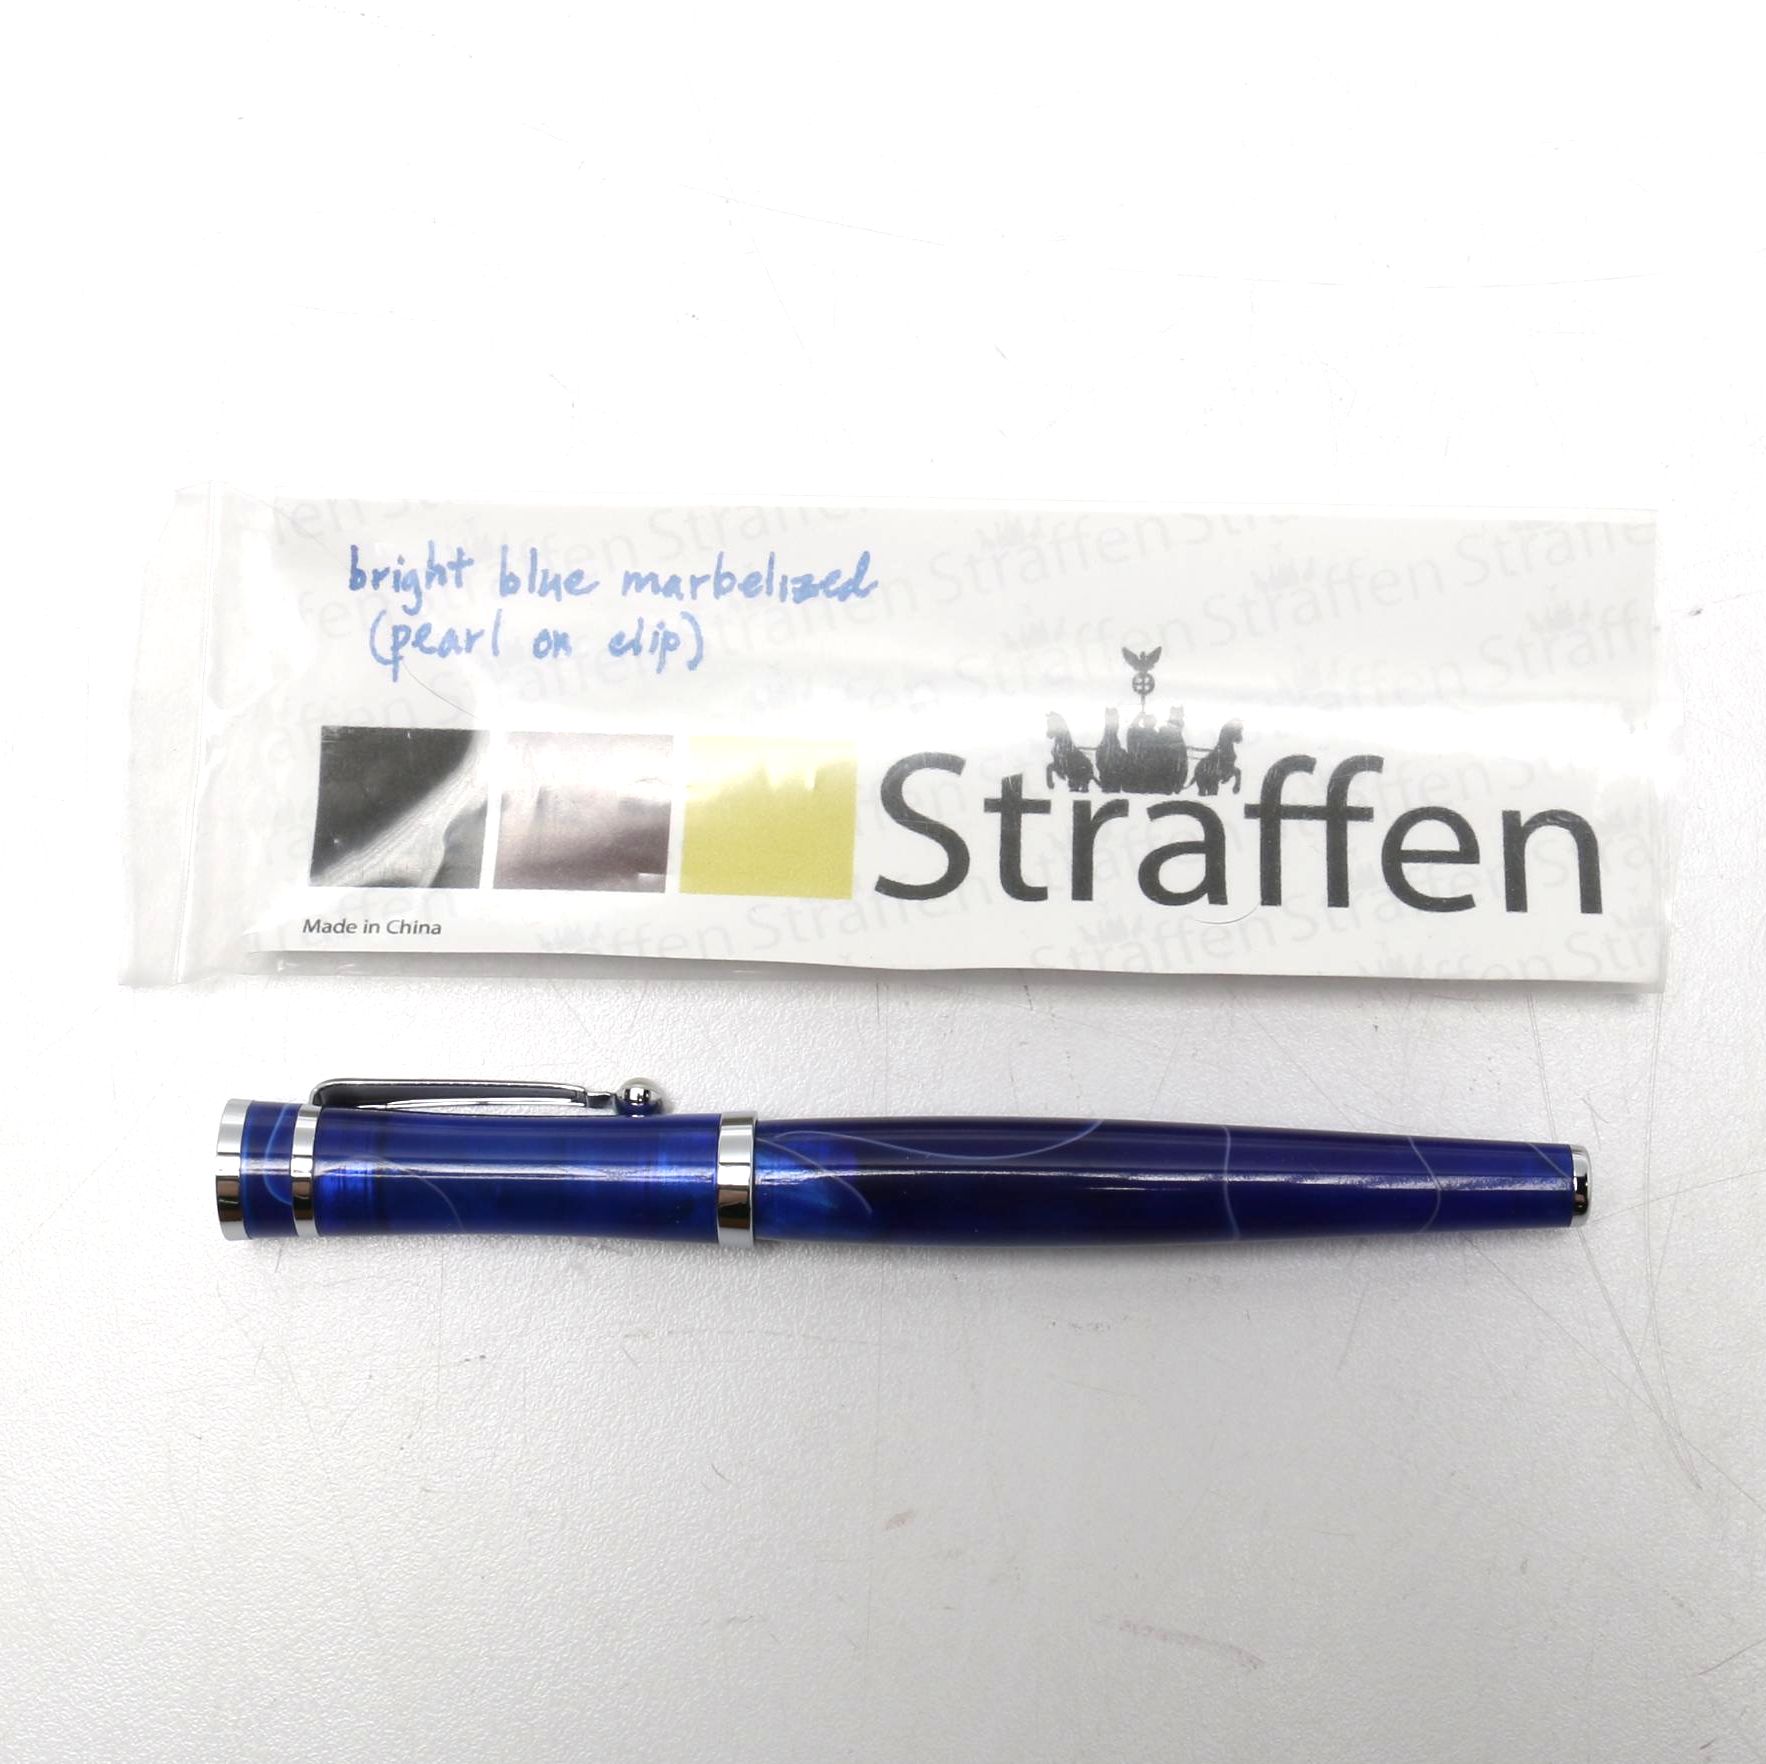 bright blue marbelized
(pearl on clip)
Straffen
Made in China